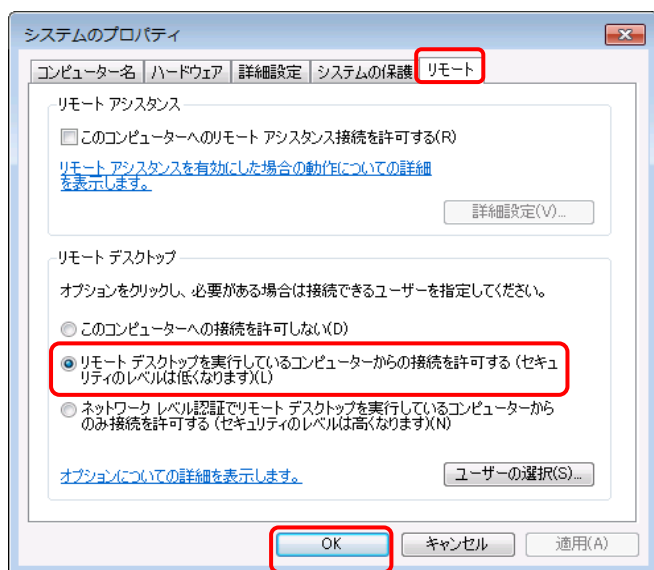 システムのプロパティ
コンピューター名 ハードウェア 詳細設定 システムの保護 リモート
リモート アシスタンス
このコンピューターへのリモート アシスタンス接続を許可する(R)
リモート アシスタンスを有効にした場合の動作についての詳細
を表示します。
詳細設定(V)...
リモート デスクトップ
オプションをクリックし、必要がある場合は接続できるユーザーを指定してください。
このコンピューターへの接続を許可しない(D)
リモート デスクトップを実行しているコンピューターからの接続を許可する (セキュ
リティのレベルは低くなります)(L)
ネットワーク レベル認証でリモート デスクトップを実行しているコンピューターから
のみ接続を許可する (セキュリティのレベルは高くなります)(N)
オプションについての詳細を表示します。 ユーザーの選択(S)...
OK キャンセル 適用(A)